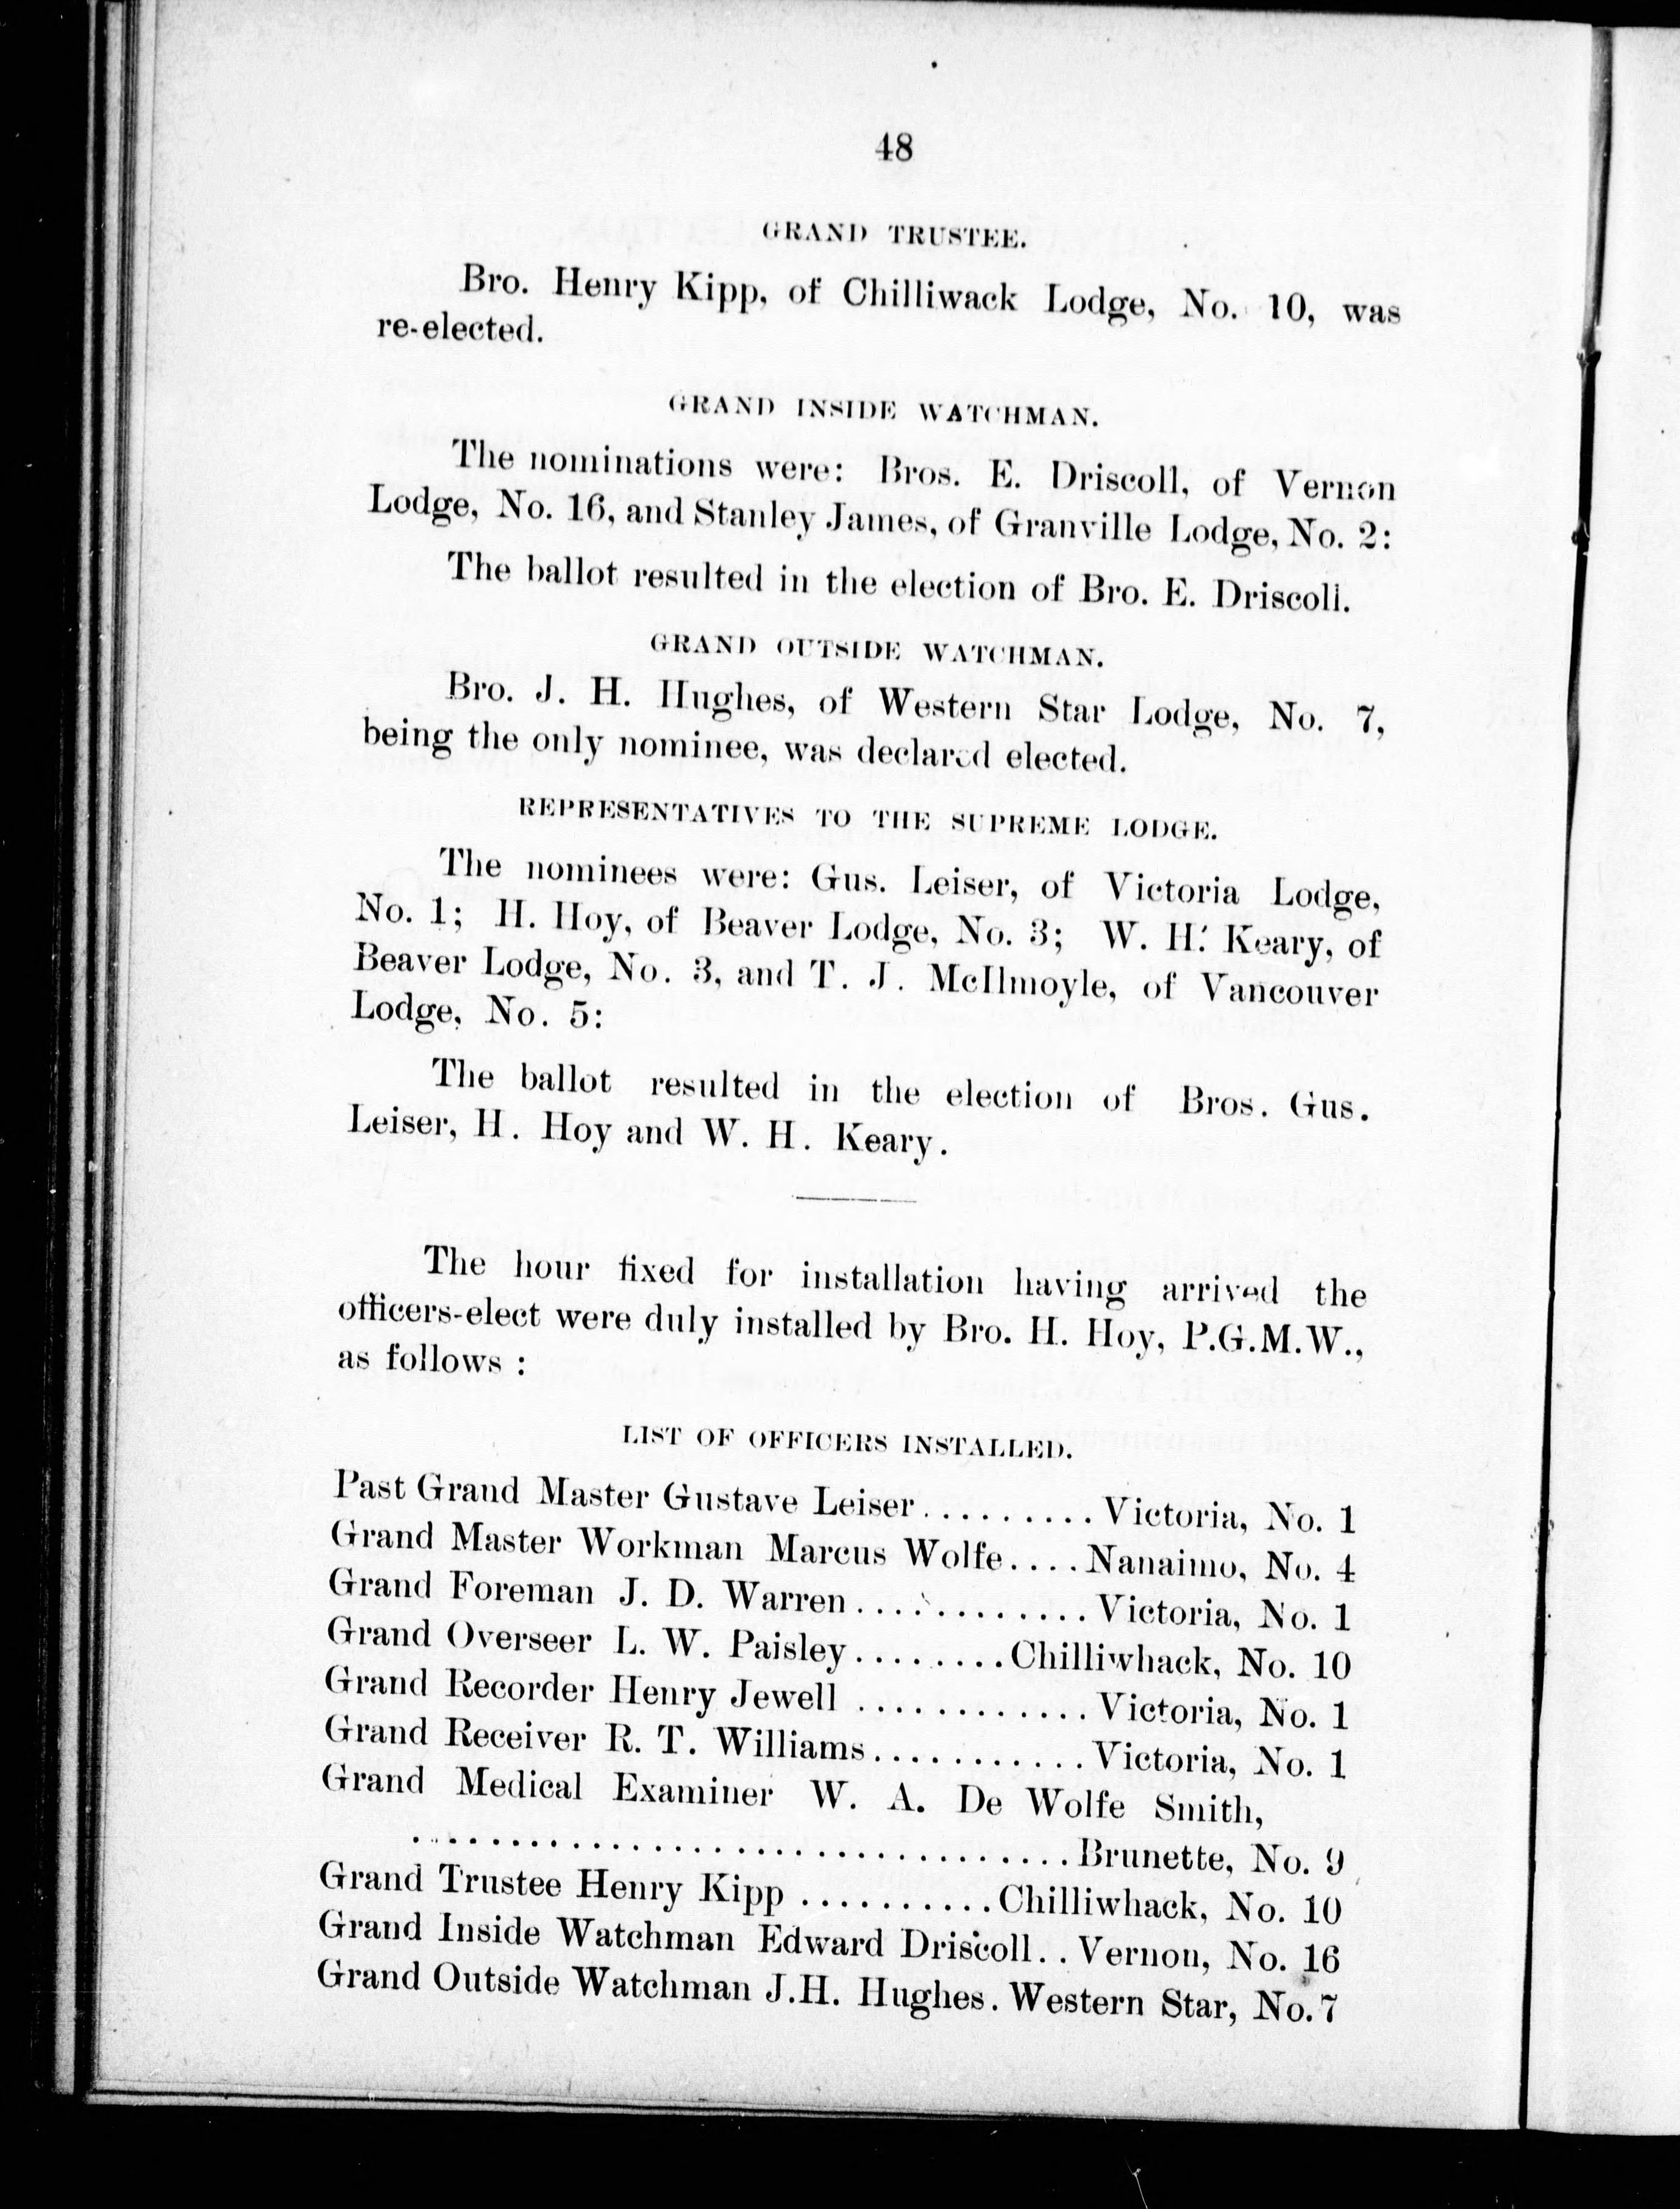 48
GRAND TRUSTEE.
Bro. Henry Kipp, of Chilliwack Lodge, No. 10, was
re-elected.
GRAND INSIDE WATCHMAN.
The nominations were: Bros. E. Driscoll, of Vernon
Lodge, No. 16, and Stanley James, of Granville Lodge, No. 2:
The ballot resulted in the election of Bro. E. Driscoll.
GRAND OUTSIDE WATCHMAN.
Bro. J. H. Hughes, of Western Star Lodge, No. 7,
being the only nominee, was declared elected.
REPRESENTATIVES TO THE SUPREME LODGE.
The nominees were: Gus. Leiser, of Victoria Lodge,
No. 1; H. Hoy, of Beaver Lodge, No. 3; W. H. Keary, of
Beaver Lodge, No. 3, and T. J. McIlmoyle, of Vancouver
Lodge, No. 5:
The ballot resulted in the election of Bros. Gus.
Leiser, H. Hoy and W. H. Keary.
The hour fixed for installation having arrived the
officers-elect were duly installed by Bro. H. Hoy, P.G.M.W.,
as follows :
LIST OF OFFICERS INSTALLED.
Past Grand Master Gustave Leiser.........Victoria, No. 1
Grand Master Workman Marcus Wolfe....Nanaimo, No. 4
Grand Foreman J. D. Warren............Victoria, No. 1
Grand Overseer L. W. Paisley........Chilliwhack, No. 10
Grand Recorder Henry Jewell ............Victoria, No. 1
Grand Receiver R. T. Williams...........Victoria, No. 1
Grand Medical Examiner W. A. De Wolfe Smith,
.................................Brunette, No. 9
Grand Trustee Henry Kipp ..........Chilliwhack, No. 10
Grand Inside Watchman Edward Driscoll..Vernon, No. 16
Grand Outside Watchman J.H. Hughes.Western Star, No.7